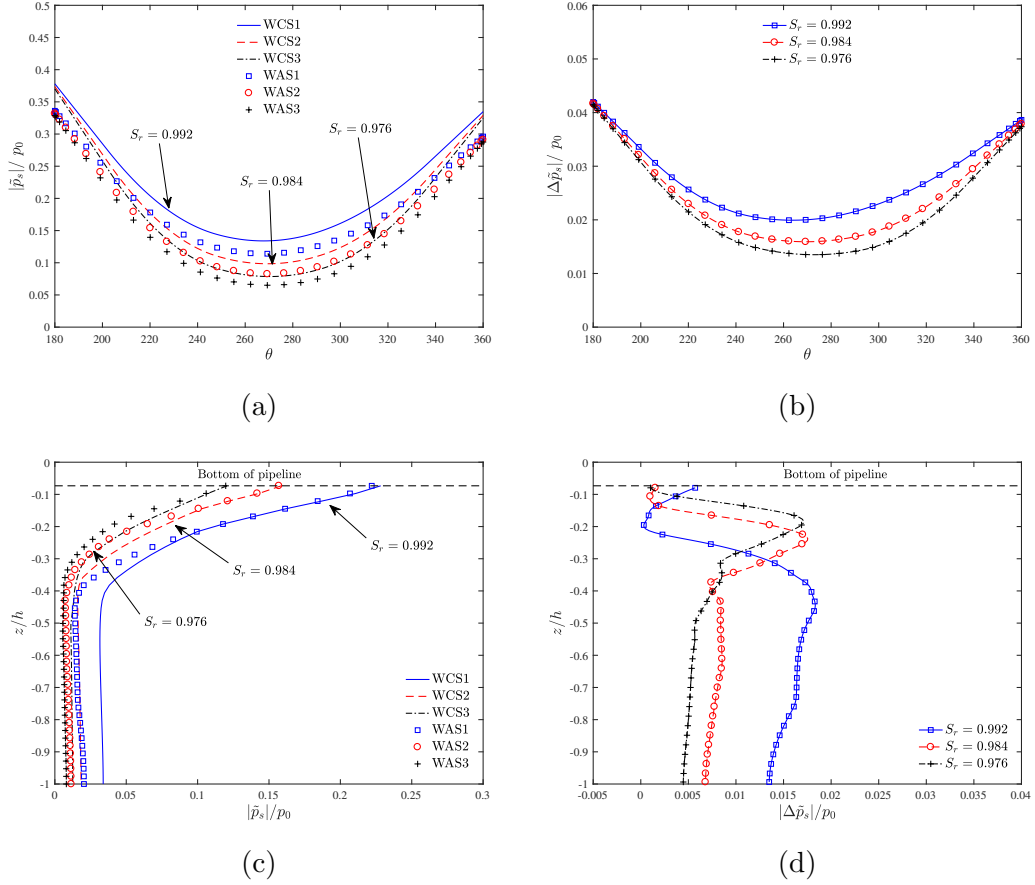 0.5
0.45
0.4
0.35
0.3
0.25
0.2
0.15
0.1
0.05
0
|p̃ₛ|/ p₀
WCS1
WCS2
WCS3
WAS1
WAS2
WAS3
Sᵣ = 0.992
Sᵣ = 0.984
Sᵣ = 0.976
180 200 220 240 260 280 300 320 340 360
θ
(a)
0.06
0.05
0.04
0.03
0.02
0.01
0
|Δp̃ₛ|/ p₀
Sᵣ = 0.992
Sᵣ = 0.984
Sᵣ = 0.976
180 200 220 240 260 280 300 320 340 360
θ
(b)
0
-0.1
-0.2
-0.3
-0.4
-0.5
-0.6
-0.7
-0.8
-0.9
-1
z/h
Bottom of pipeline
Sᵣ = 0.992
Sᵣ = 0.984
Sᵣ = 0.976
WCS1
WCS2
WCS3
WAS1
WAS2
WAS3
0 0.05 0.1 0.15 0.2 0.25 0.3
|p̃ₛ|/p₀
(c)
0
-0.1
-0.2
-0.3
-0.4
-0.5
-0.6
-0.7
-0.8
-0.9
-1
z/h
Bottom of pipeline
Sᵣ = 0.992
Sᵣ = 0.984
Sᵣ = 0.976
-0.005 0 0.005 0.01 0.015 0.02 0.025 0.03 0.035 0.04
|Δp̃ₛ|/p₀
(d)